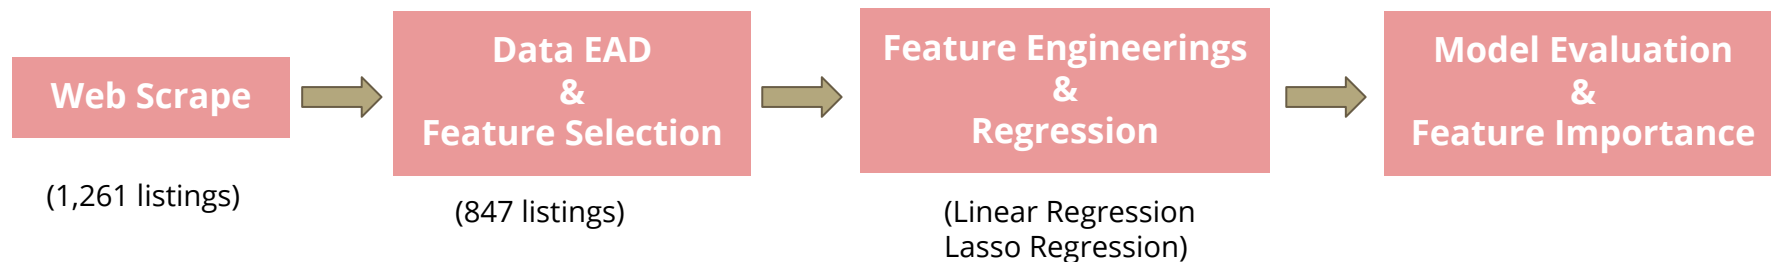 Web Scrape
(1,261 listings)
Data EAD
&
Feature Selection
(847 listings)
Feature Engineerings
&
Regression
(Linear Regression
Lasso Regression)
Model Evaluation
&
Feature Importance